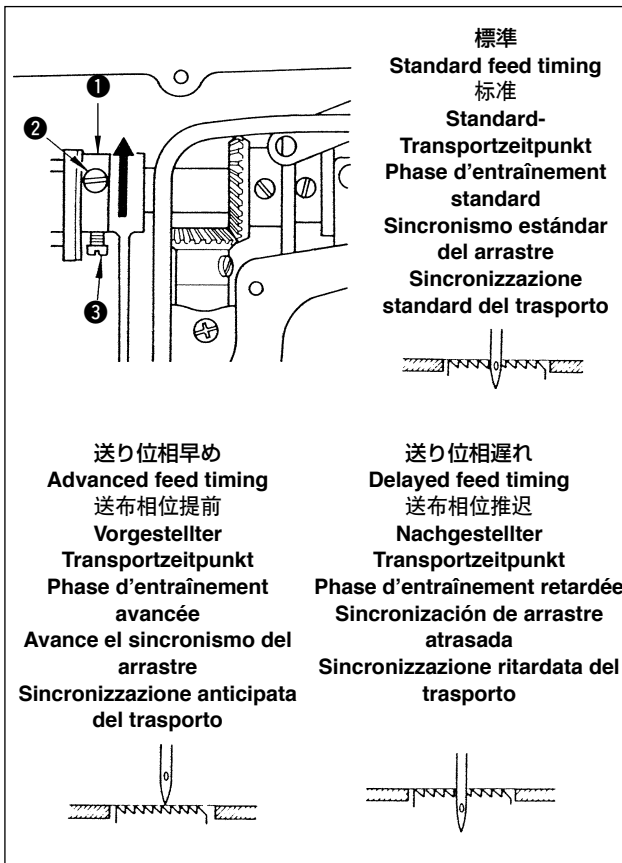 ❶
❷
❸
標準
Standard feed timing
标准
Standard-
Transportzeitpunkt
Phase d’entraînement
standard
Sincronismo estándar
del arrastre
Sincronizzazione
standard del trasporto
送り位相早め
Advanced feed timing
送布相位提前
Vorgestellter
Transportzeitpunkt
Phase d’entraînement
avancée
Avance el sincronismo del
arrastre
Sincronizzazione anticipata
del trasporto
送り位相遅れ
Delayed feed timing
送布相位推迟
Nachgestellter
Transportzeitpunkt
Phase d’entraînement retardée
Sincronización de arrastre
atrasada
Sincronizzazione ritardata del
trasporto